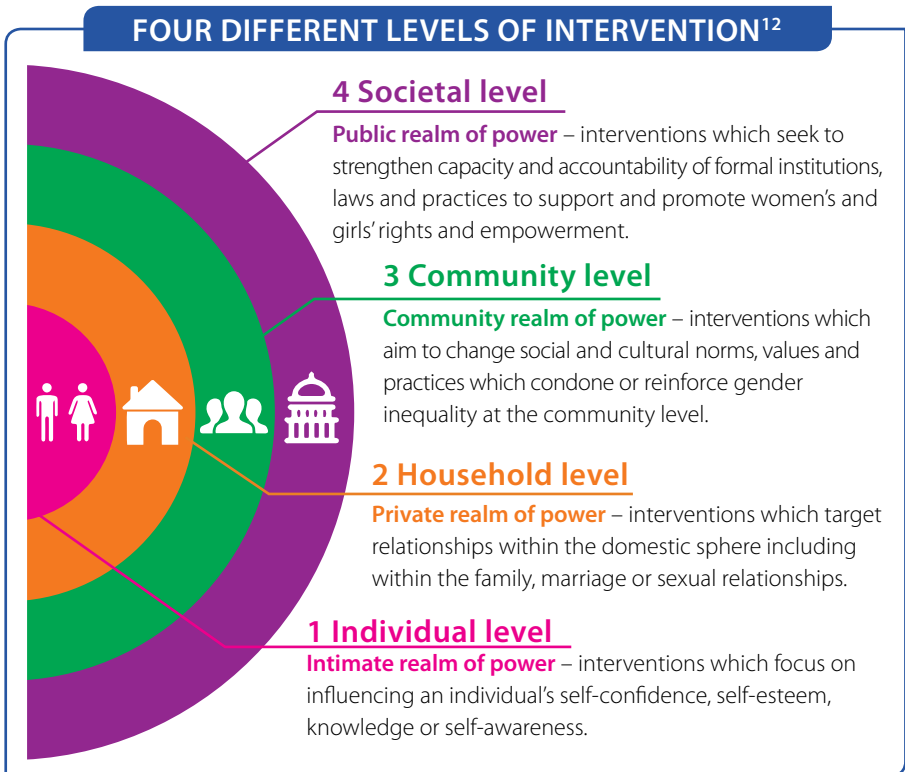 FOUR DIFFERENT LEVELS OF INTERVENTION¹²
4 Societal level
Public realm of power – interventions which seek to
strengthen capacity and accountability of formal institutions,
laws and practices to support and promote women’s and
girls’ rights and empowerment.
3 Community level
Community realm of power – interventions which
aim to change social and cultural norms, values and
practices which condone or reinforce gender
inequality at the community level.
2 Household level
Private realm of power – interventions which target
relationships within the domestic sphere including
within the family, marriage or sexual relationships.
1 Individual level
Intimate realm of power – interventions which focus on
influencing an individual’s self-confidence, self-esteem,
knowledge or self-awareness.